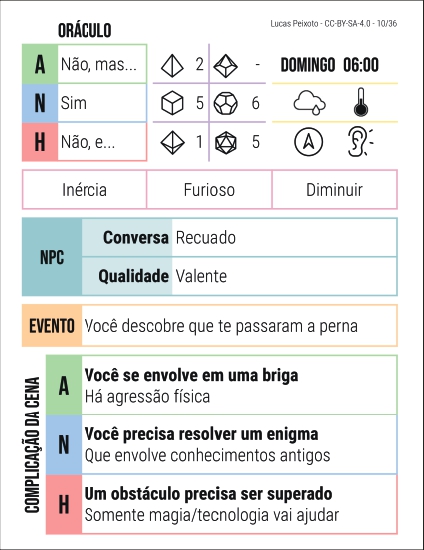 Lucas Peixoto - CC-BY-SA-4.0 - 10/36
ORÁCULO
A Não, mas... 2 - DOMINGO 06:00
N Sim 5 6
H Não, e... 1 5
Inércia Furioso Diminuir
NPC
Conversa Recuado
Qualidade Valente
EVENTO Você descobre que te passaram a perna
COMPLICAÇÃO DA CENA
A
Você se envolve em uma briga
Há agressão física
N
Você precisa resolver um enigma
Que envolve conhecimentos antigos
H
Um obstáculo precisa ser superado
Somente magia/tecnologia vai ajudar